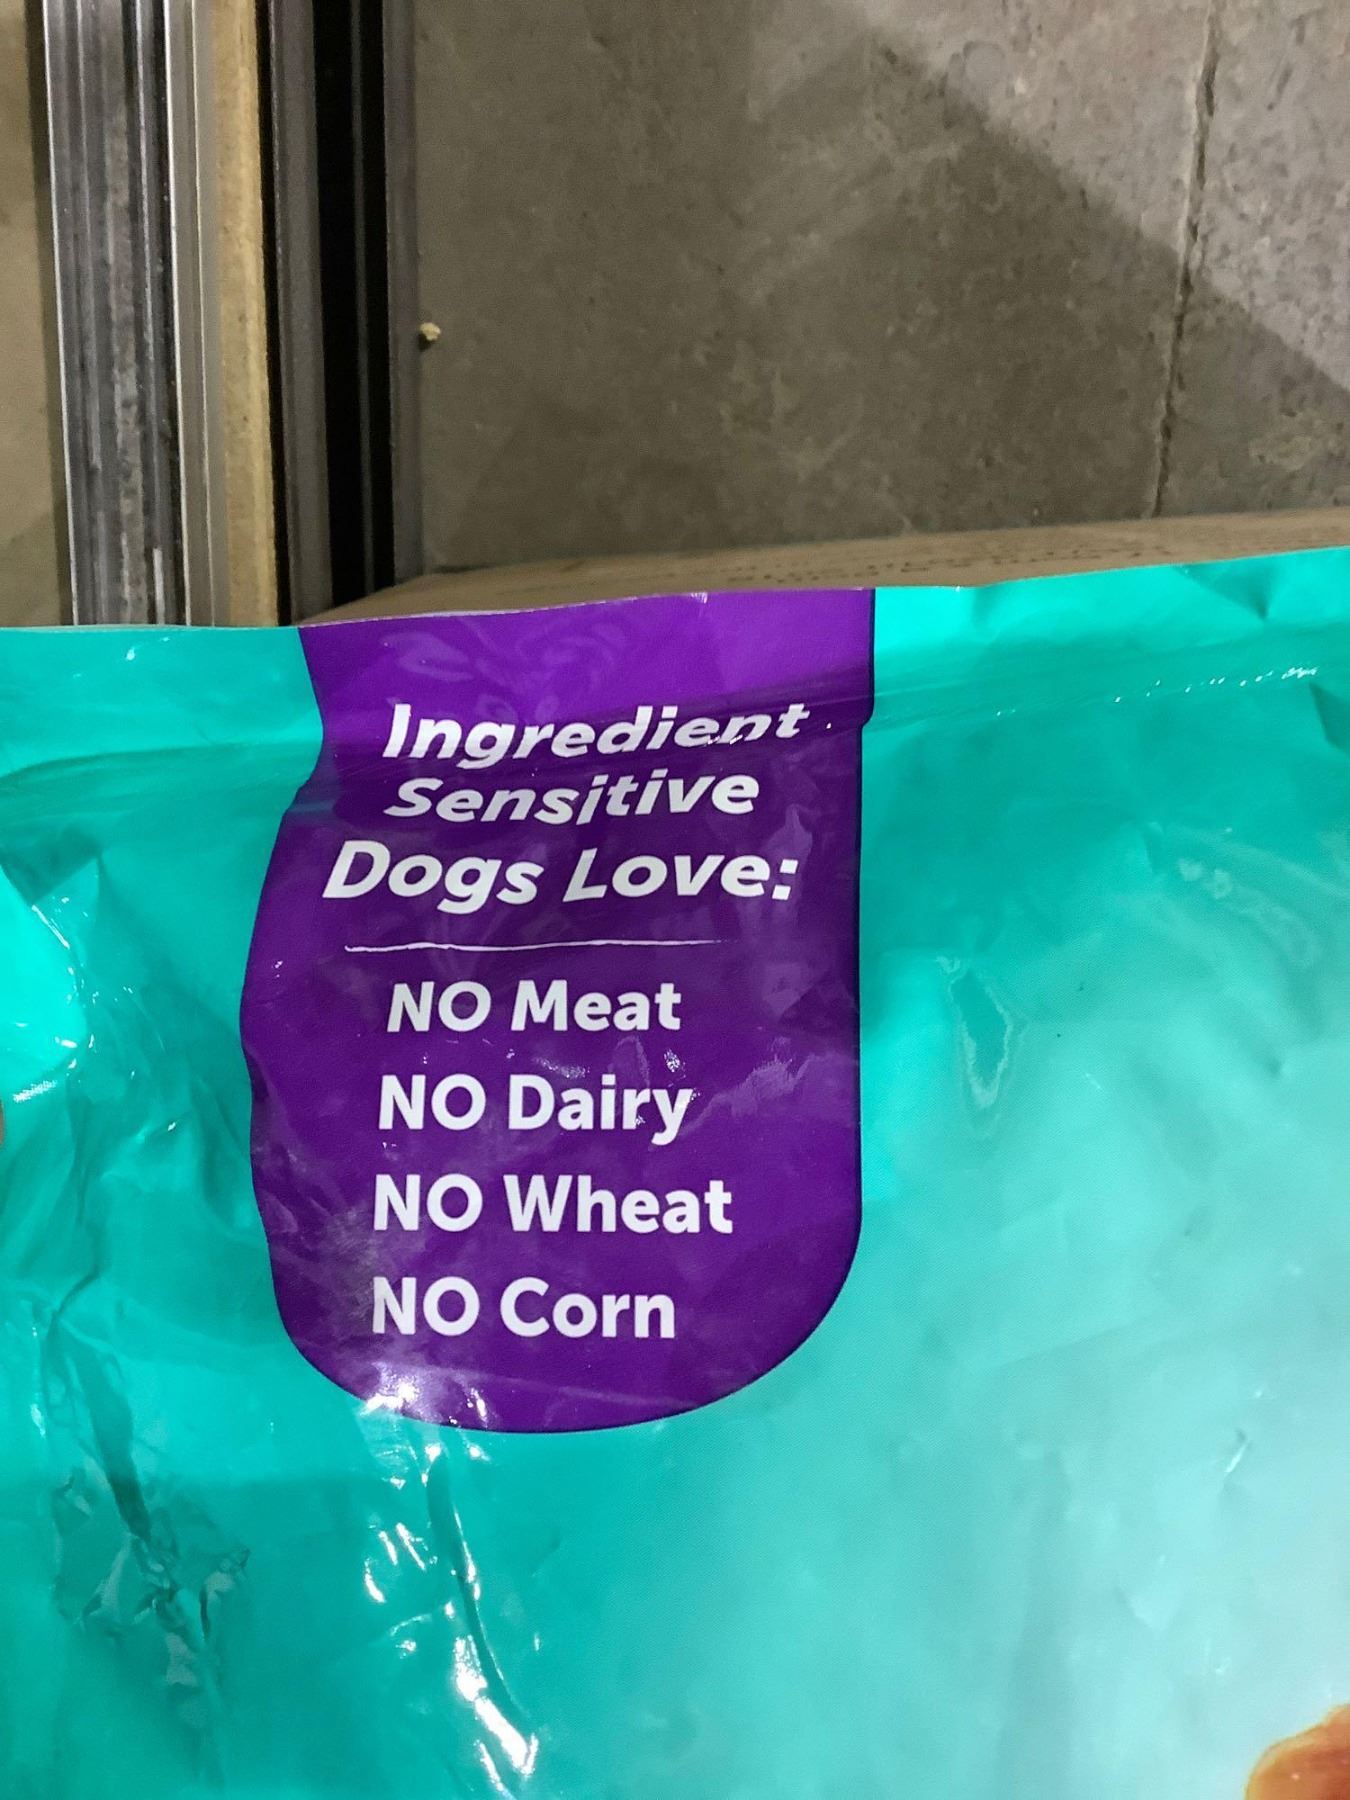 Ingredient
Sensitive
Dogs Love:
NO Meat
NO Dairy
NO Wheat
NO Corn